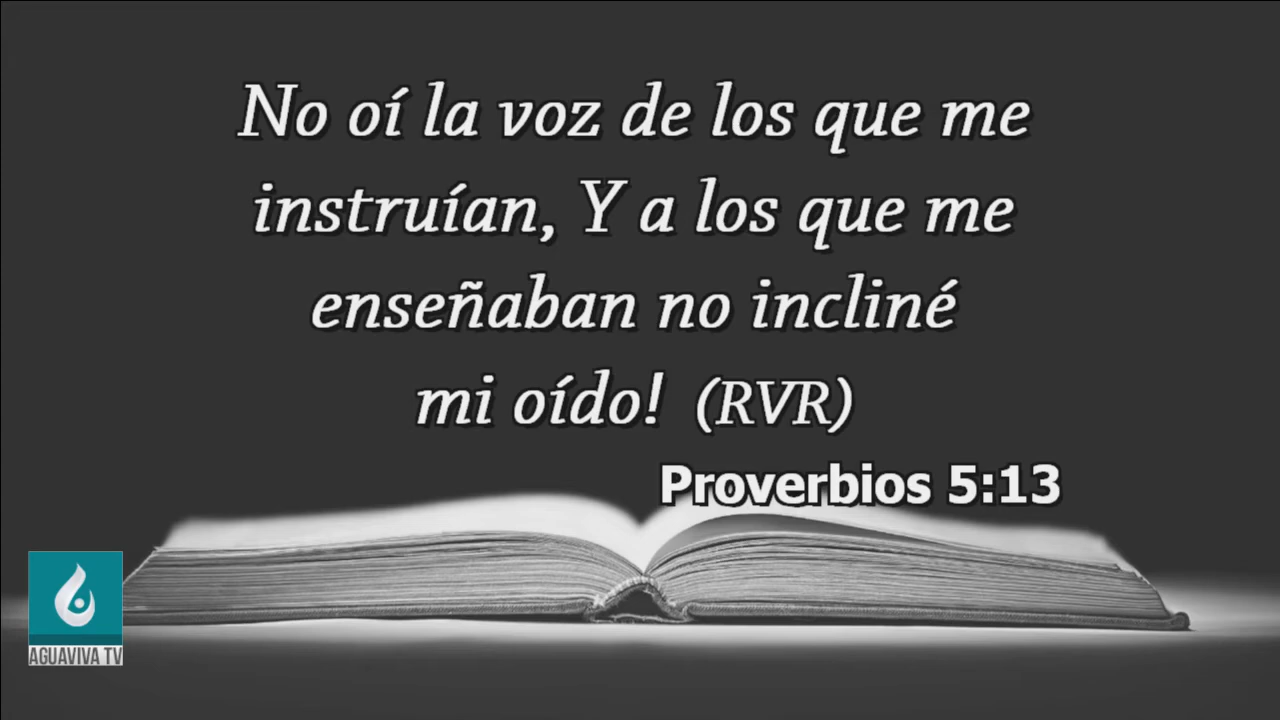 No oí la voz de los que me
instruían, Y a los que me
enseñaban no incliné
mi oído! (RVR)
Proverbios 5:13
AGUAVIVA TV